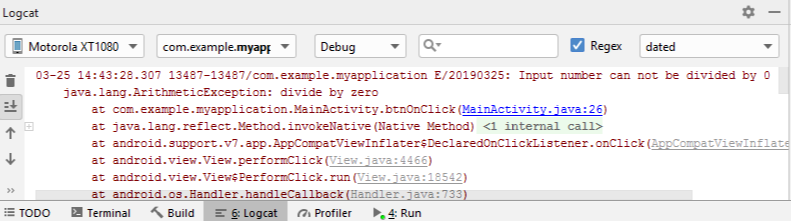 Logcat
Motorola XT1080 com.example.myapp Debug Regex dated
03-25 14:43:28.307 13487-13487/com.example.myapplication E/20190325: Input number can not be divided by 0
java.lang.ArithmeticException: divide by zero
at com.example.myapplication.MainActivity.btnOnClick(MainActivity.java:26)
at java.lang.reflect.Method.invokeNative(Native Method) <1 internal call>
at android.support.v7.app.AppCompatViewInflater$DeclaredOnClickListener.onClick(AppCompatViewInflate
at android.view.View.performClick(View.java:4466)
at android.view.View$PerformClick.run(View.java:18542)
at android.os.Handler.handleCallback(Handler.java:733)
TODO Terminal Build 6: Logcat Profiler 4: Run